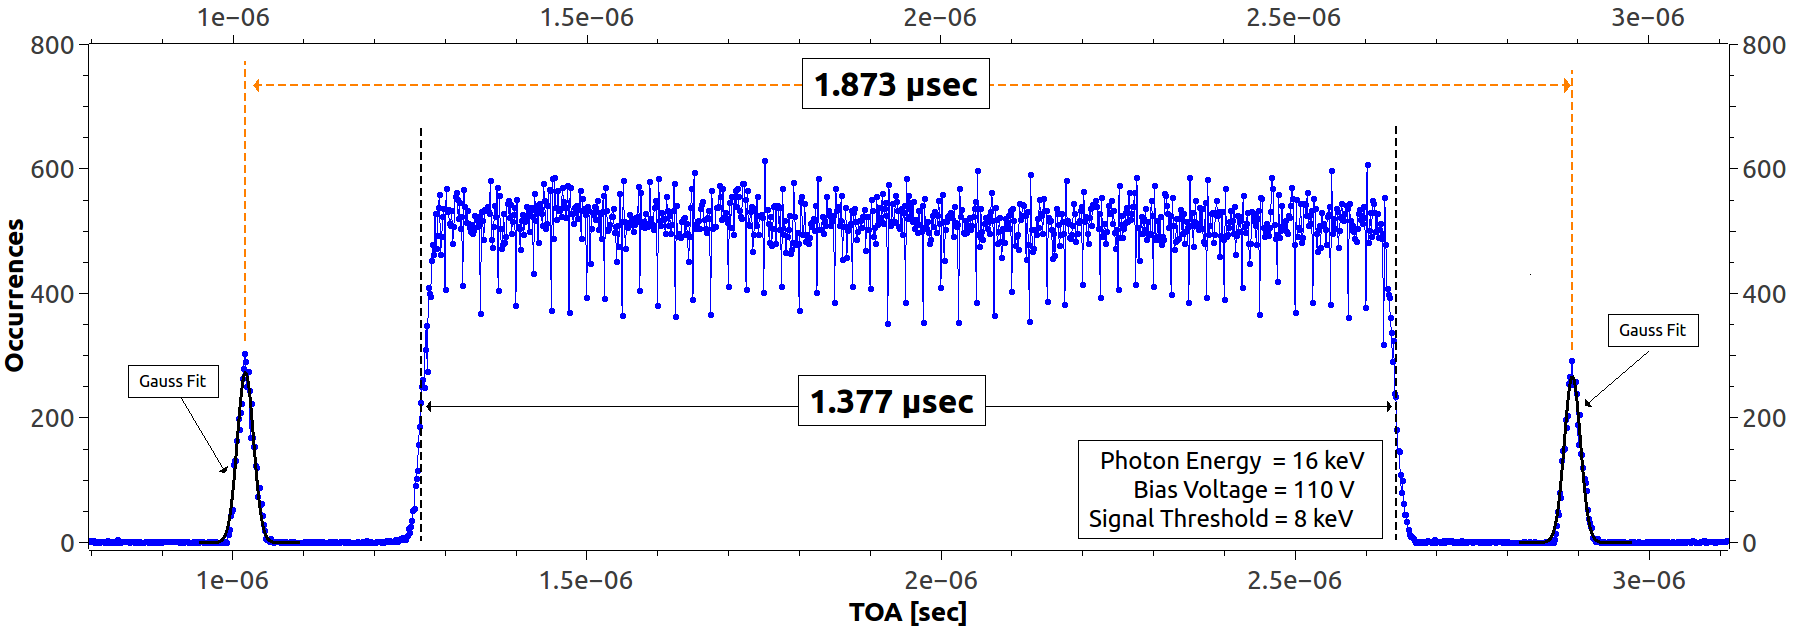 1e−06 1.5e−06 2e−06 2.5e−06 3e−06
800 800
1.873 µsec
600 600
Occurrences
400 400
Gauss Fit
Gauss Fit
1.377 µsec
200 200
Photon Energy = 16 keV
Bias Voltage = 110 V
Signal Threshold = 8 keV
0 0
1e−06 1.5e−06 2e−06 2.5e−06 3e−06
TOA [sec]